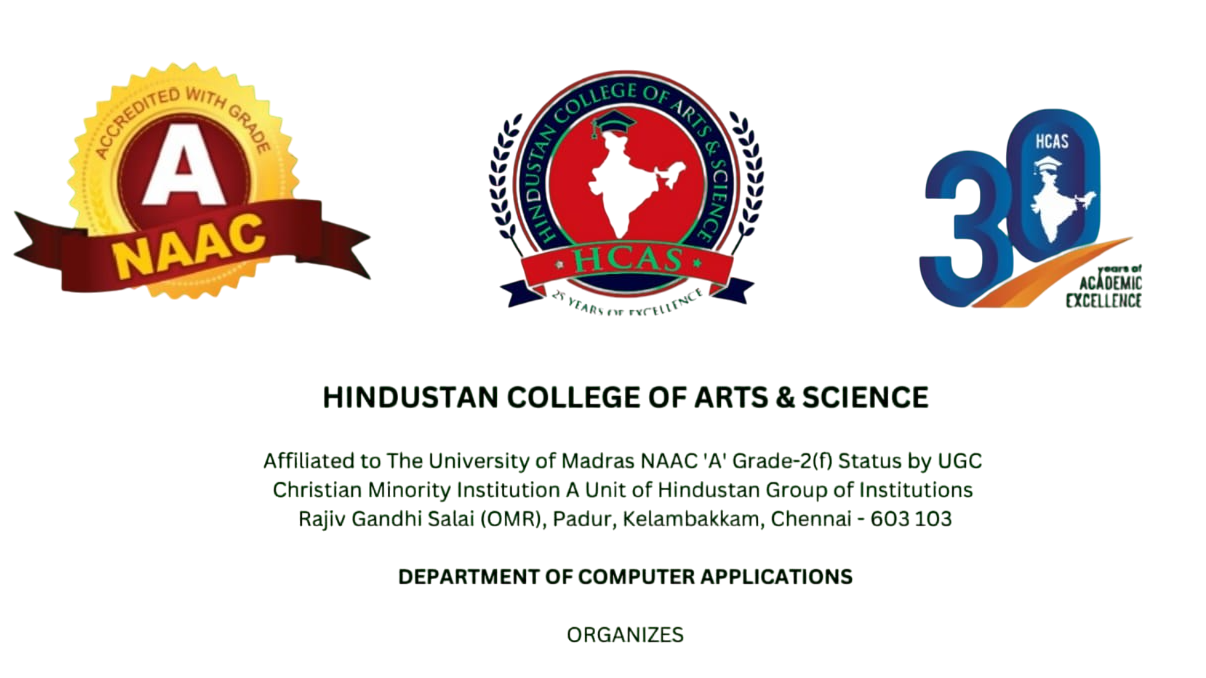 ACCREDITED WITH GRADE
A
NAAC
HINDUSTAN COLLEGE OF ARTS & SCIENCE
HCAS
25 YEARS OF EXCELLENCE
HCAS
30
years of
ACADEMIC
EXCELLENCE
HINDUSTAN COLLEGE OF ARTS & SCIENCE
Affiliated to The University of Madras NAAC 'A' Grade-2(f) Status by UGC
Christian Minority Institution A Unit of Hindustan Group of Institutions
Rajiv Gandhi Salai (OMR), Padur, Kelambakkam, Chennai - 603 103
DEPARTMENT OF COMPUTER APPLICATIONS
ORGANIZES